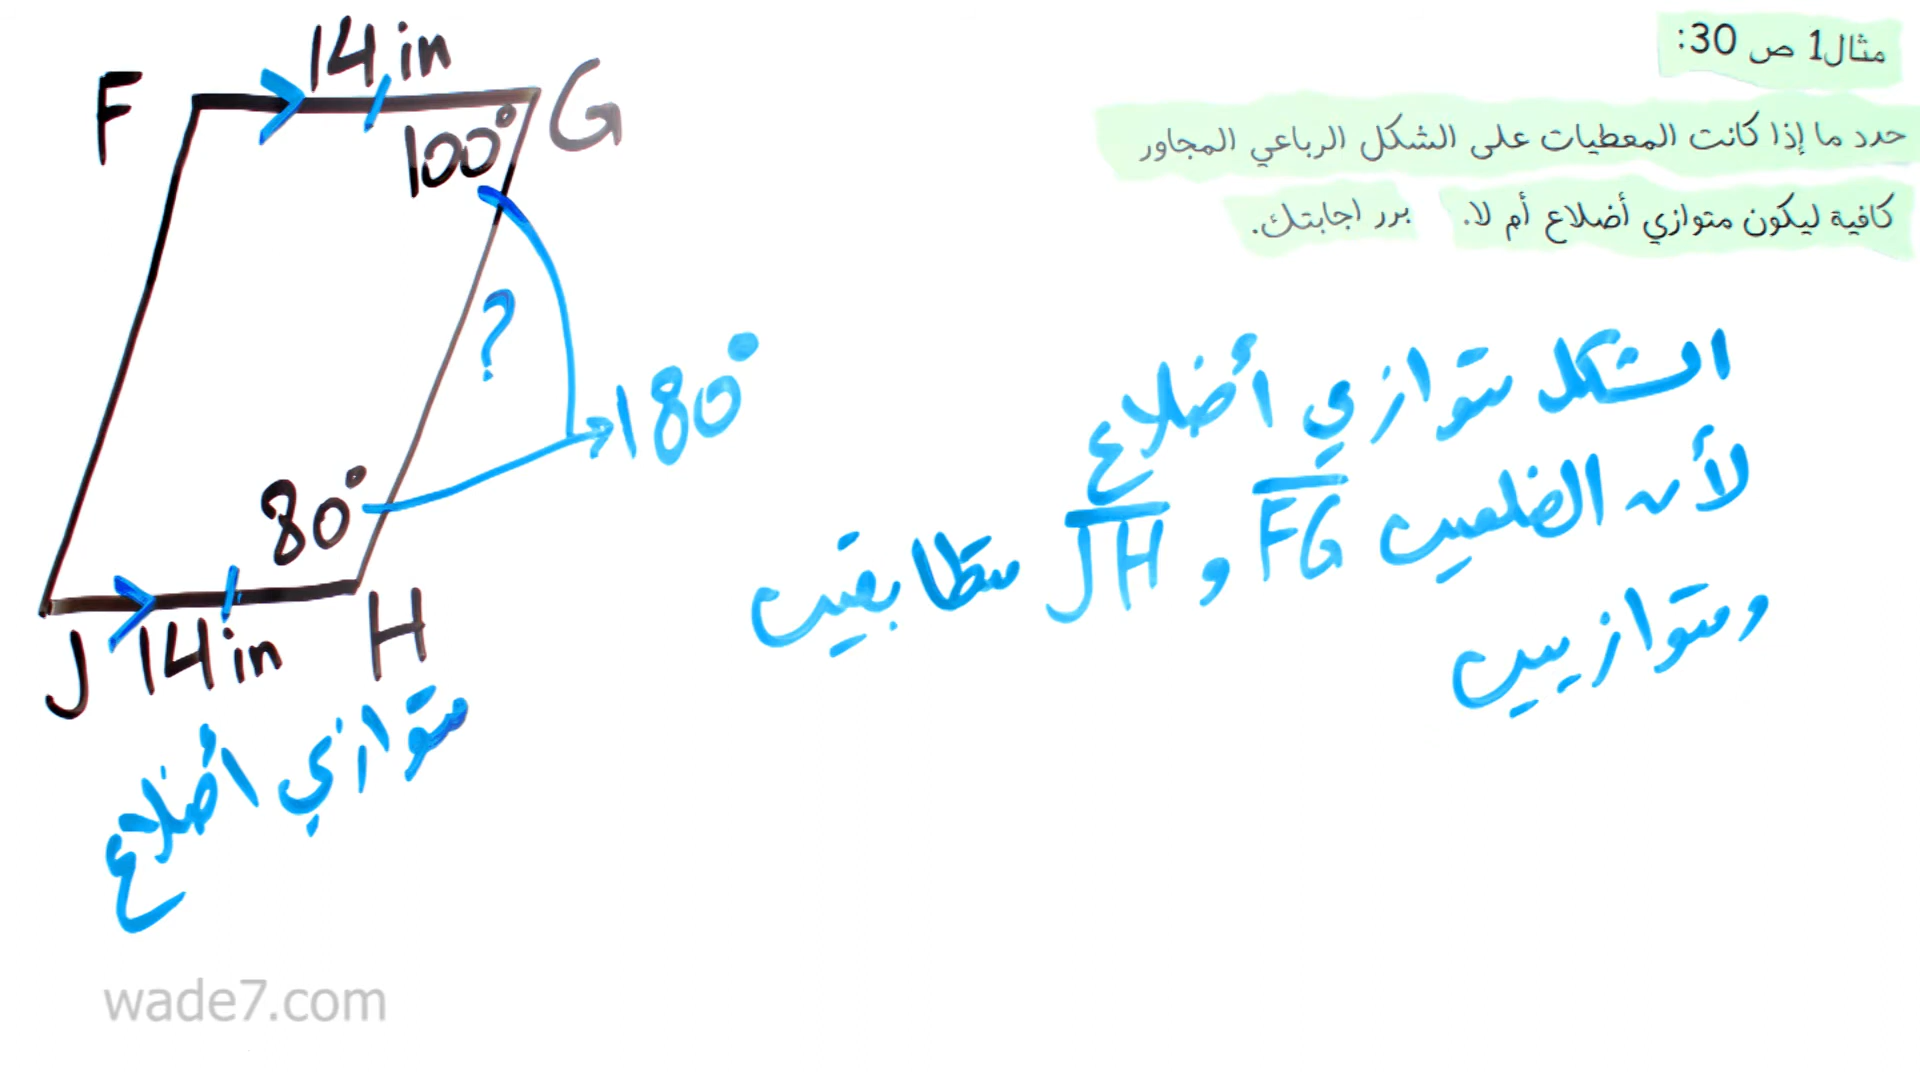 مثال1 ص 30:
حدد ما إذا كانت المعطيات على الشكل الرباعي المجاور
كافية ليكون متوازي أضلاع أم لا. برر اجابتك.
14 in
F
G
100°
?
180°
80°
J
14 in
H
متوازي أضلاع
الشكل متوازي أضلاع
لأن الضلعين FG و JH متطابقين
ومتوازيين
wade7.com